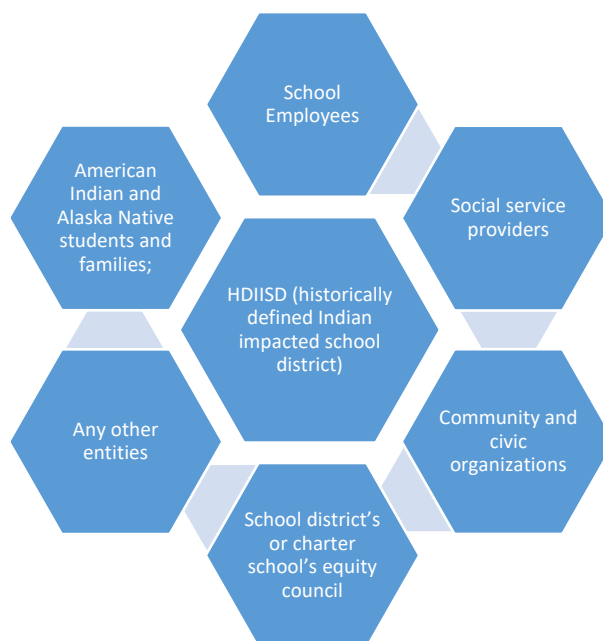 School
Employees
American
Indian and
Alaska Native
students and
families;
Social service
providers
HDIISD (historically
defined Indian
impacted school
district)
Any other
entities
Community and
civic
organizations
School district’s
or charter
school’s equity
council